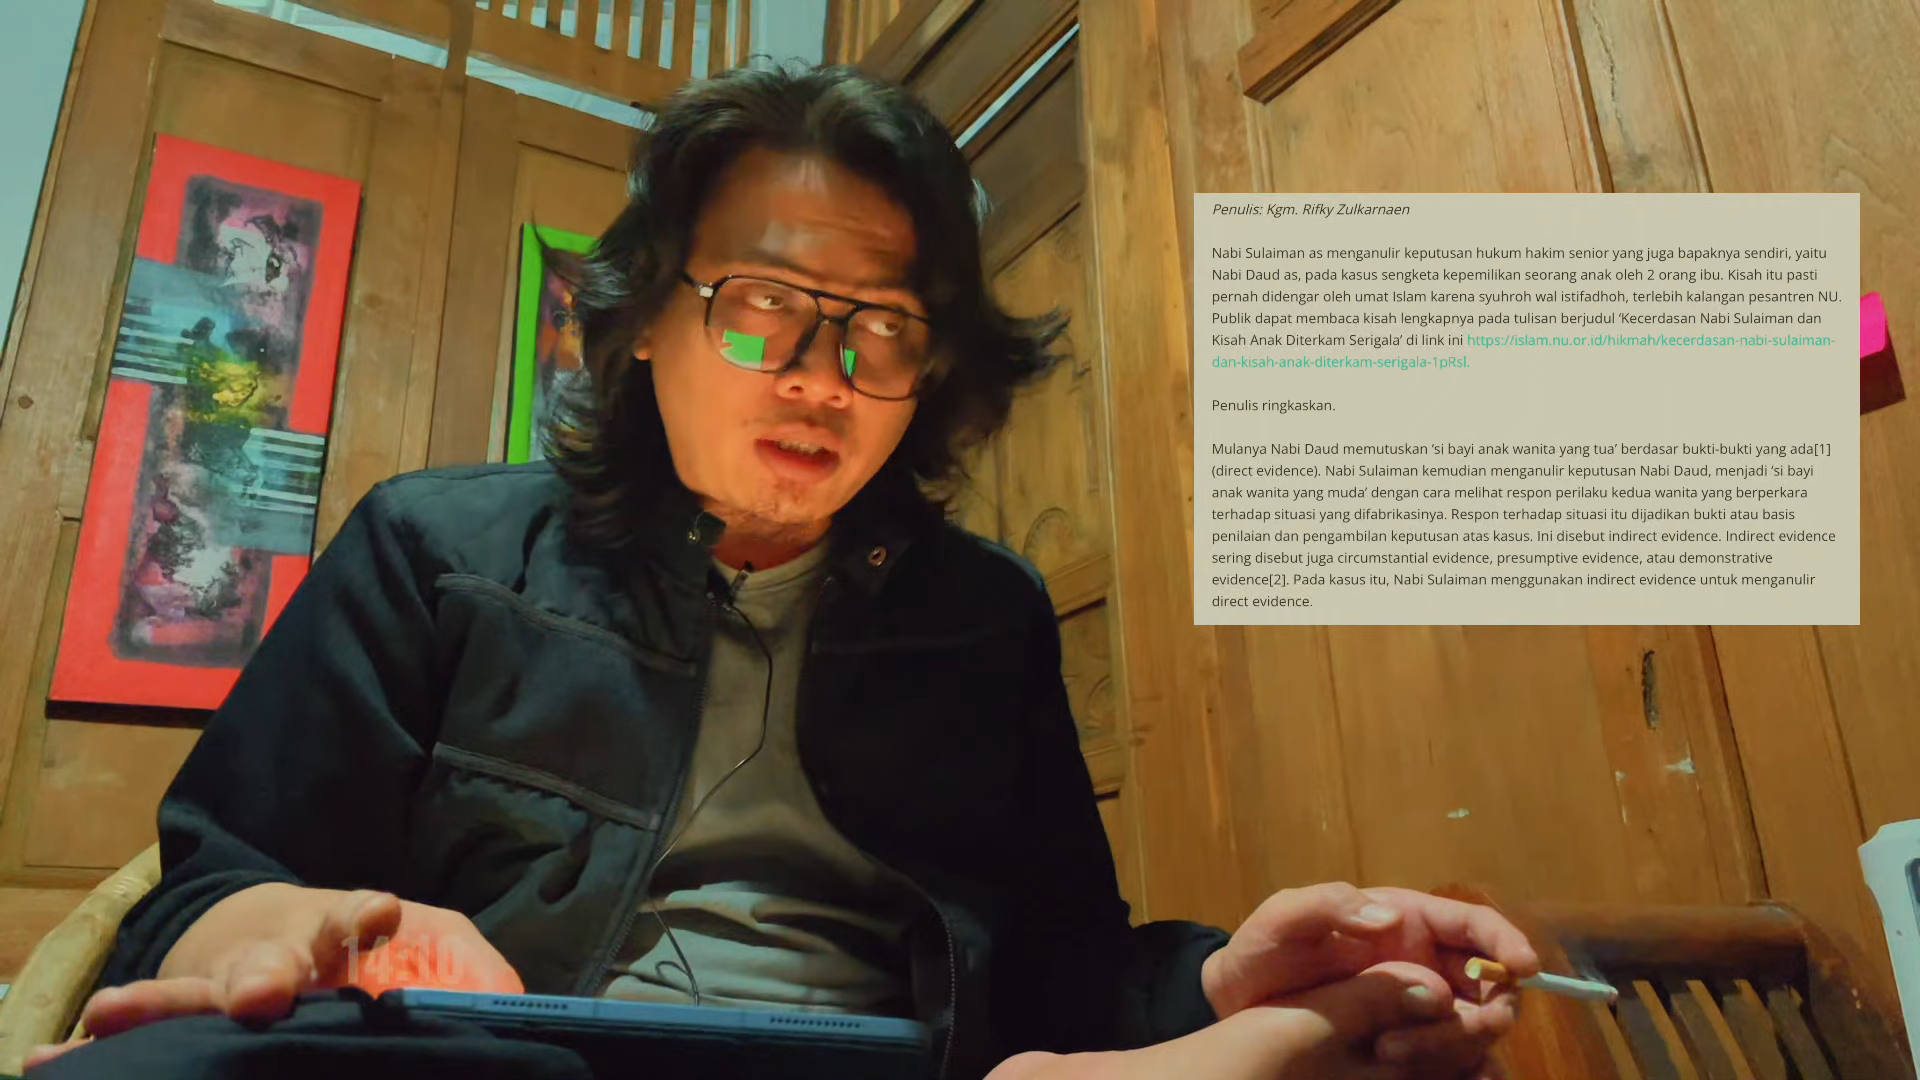 Penulis: Kgm. Rifky Zulkarnaen
Nabi Sulaiman as menganulir keputusan hukum hakim senior yang juga bapaknya sendiri, yaitu
Nabi Daud as, pada kasus sengketa kepemilikan seorang anak oleh 2 orang ibu. Kisah itu pasti
pernah didengar oleh umat Islam karena syuhroh wal istifadhoh, terlebih kalangan pesantren NU.
Publik dapat membaca kisah lengkapnya pada tulisan berjudul ‘Kecerdasan Nabi Sulaiman dan
Kisah Anak Diterkam Serigala’ di link ini https://islam.nu.or.id/hikmah/kecerdasan-nabi-sulaiman-
dan-kisah-anak-diterkam-serigala-1pRsl.
Penulis ringkaskan.
Mulanya Nabi Daud memutuskan ‘si bayi anak wanita yang tua’ berdasar bukti-bukti yang ada[1]
(direct evidence). Nabi Sulaiman kemudian menganulir keputusan Nabi Daud, menjadi ‘si bayi
anak wanita yang muda’ dengan cara melihat respon perilaku kedua wanita yang berperkara
terhadap situasi yang difabrikasinya. Respon terhadap situasi itu dijadikan bukti atau basis
penilaian dan pengambilan keputusan atas kasus. Ini disebut indirect evidence. Indirect evidence
sering disebut juga circumstantial evidence, presumptive evidence, atau demonstrative
evidence[2]. Pada kasus itu, Nabi Sulaiman menggunakan indirect evidence untuk menganulir
direct evidence.
14:10